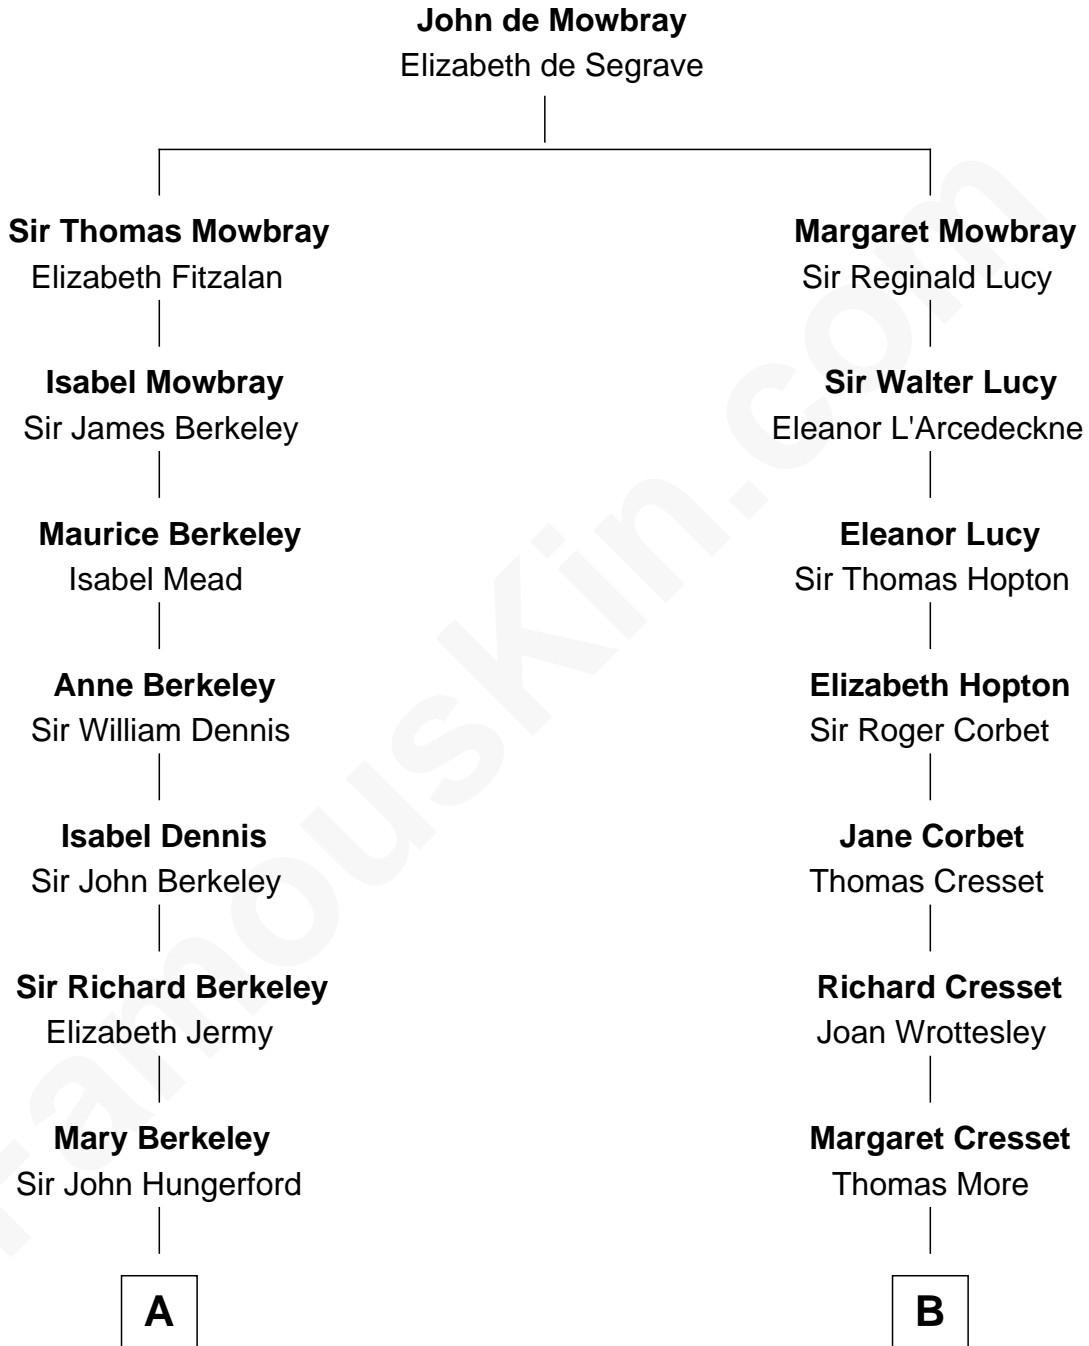 John de Mowbray
Elizabeth de Segrave
Sir Thomas Mowbray
Elizabeth Fitzalan
Margaret Mowbray
Sir Reginald Lucy
Isabel Mowbray
Sir James Berkeley
Sir Walter Lucy
Eleanor L'Arcedeckne
Maurice Berkeley
Isabel Mead
Eleanor Lucy
Sir Thomas Hopton
Anne Berkeley
Sir William Dennis
Elizabeth Hopton
Sir Roger Corbet
Isabel Dennis
Sir John Berkeley
Jane Corbet
Thomas Cresset
Sir Richard Berkeley
Elizabeth Jermy
Richard Cresset
Joan Wrottesley
Mary Berkeley
Sir John Hungerford
Margaret Cresset
Thomas More
A
B
FamousKin.com